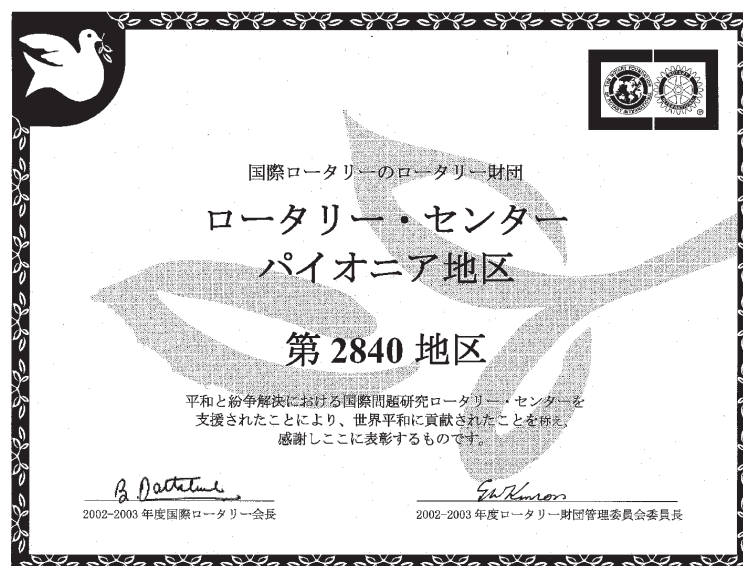 国際ロータリーのロータリー財団
ロータリー・センター
パイオニア地区
第 2840 地区
平和と紛争解決における国際問題研究ロータリー・センターを
支援されたことにより、世界平和に貢献されたことを称え、
感謝しここに表彰するものです。
2002-2003 年度国際ロータリー会長
2002-2003 年度ロータリー財団管理委員会委員長